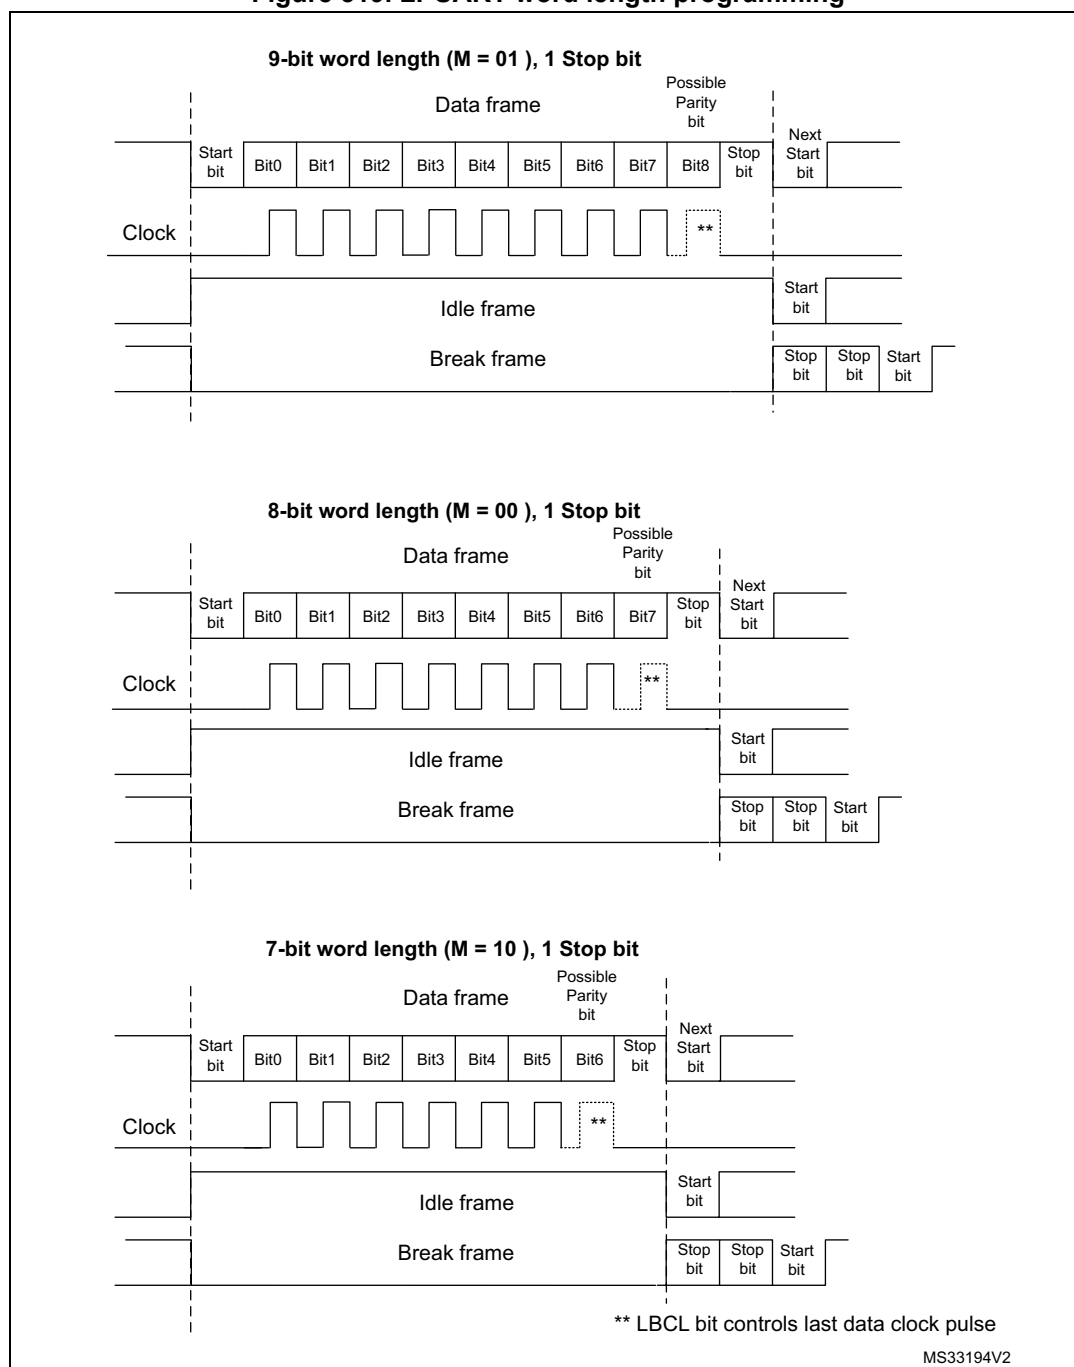 9-bit word length (M = 01 ), 1 Stop bit
Data frame
Possible
Parity
bit
Start
bit
Bit0
Bit1
Bit2
Bit3
Bit4
Bit5
Bit6
Bit7
Bit8
Stop
bit
Next
Start
bit
Clock
**
Idle frame
Start
bit
Break frame
Stop
bit
Stop
bit
Start
bit
8-bit word length (M = 00 ), 1 Stop bit
Data frame
Possible
Parity
bit
Start
bit
Bit0
Bit1
Bit2
Bit3
Bit4
Bit5
Bit6
Bit7
Stop
bit
Next
Start
bit
Clock
**
Idle frame
Start
bit
Break frame
Stop
bit
Stop
bit
Start
bit
7-bit word length (M = 10 ), 1 Stop bit
Data frame
Possible
Parity
bit
Start
bit
Bit0
Bit1
Bit2
Bit3
Bit4
Bit5
Bit6
Stop
bit
Next
Start
bit
Clock
**
Idle frame
Start
bit
Break frame
Stop
bit
Stop
bit
Start
bit
** LBCL bit controls last data clock pulse
MS33194V2